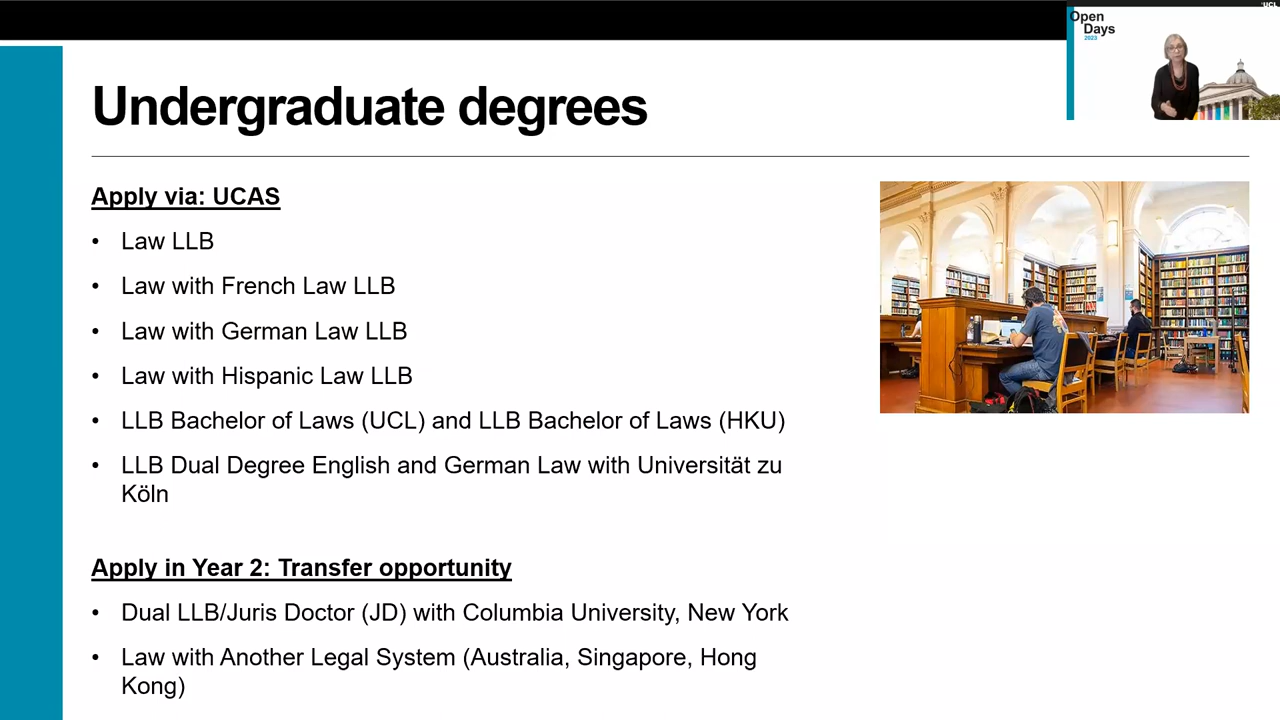 UCL
Open
Days
2023
Undergraduate degrees
Apply via: UCAS
• Law LLB
• Law with French Law LLB
• Law with German Law LLB
• Law with Hispanic Law LLB
• LLB Bachelor of Laws (UCL) and LLB Bachelor of Laws (HKU)
• LLB Dual Degree English and German Law with Universität zu
Köln
Apply in Year 2: Transfer opportunity
• Dual LLB/Juris Doctor (JD) with Columbia University, New York
• Law with Another Legal System (Australia, Singapore, Hong
Kong)